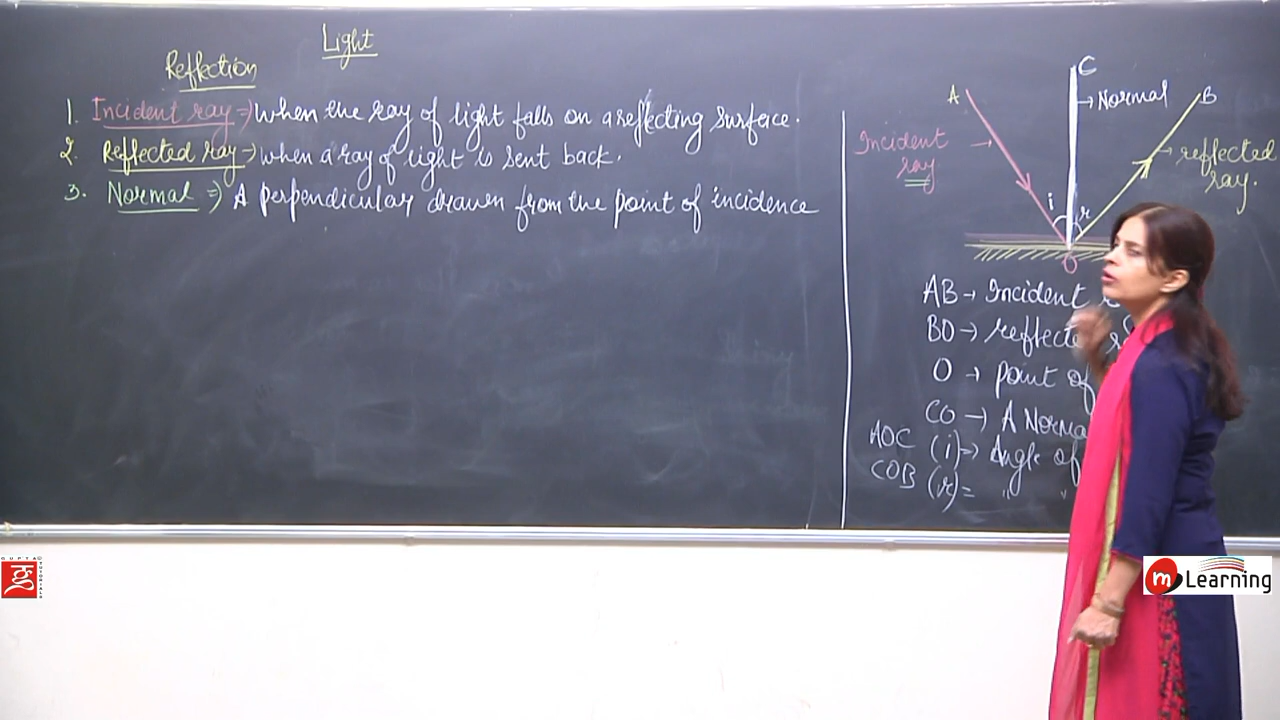 Light
Reflection
1. Incident ray → When the ray of light falls on a reflecting surface.
2. Reflected ray → when a ray of light is sent back.
3. Normal ⇒ A perpendicular drawn from the point of incidence
C
A
→ Normal
B
Incident ray
→ reflected ray.
i
r
O
AB → Incident
BO → reflecte
O → point of
CO → A Norma
AOC (i) ⇒ Angle of
COB (r) = " "
GUPTA TUTORIALS
m Learning